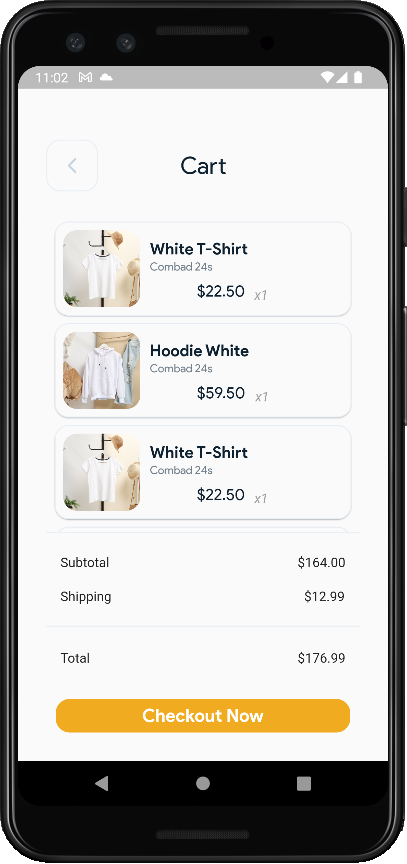 11:02
Cart
White T-Shirt
Combad 24s
$22.50 x1
Hoodie White
Combad 24s
$59.50 x1
White T-Shirt
Combad 24s
$22.50 x1
Subtotal $164.00
Shipping $12.99
Total $176.99
Checkout Now